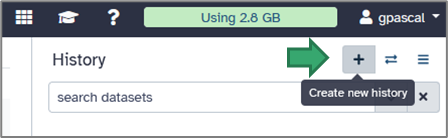 Using 2.8 GB
gpascal
History
search datasets
Create new history